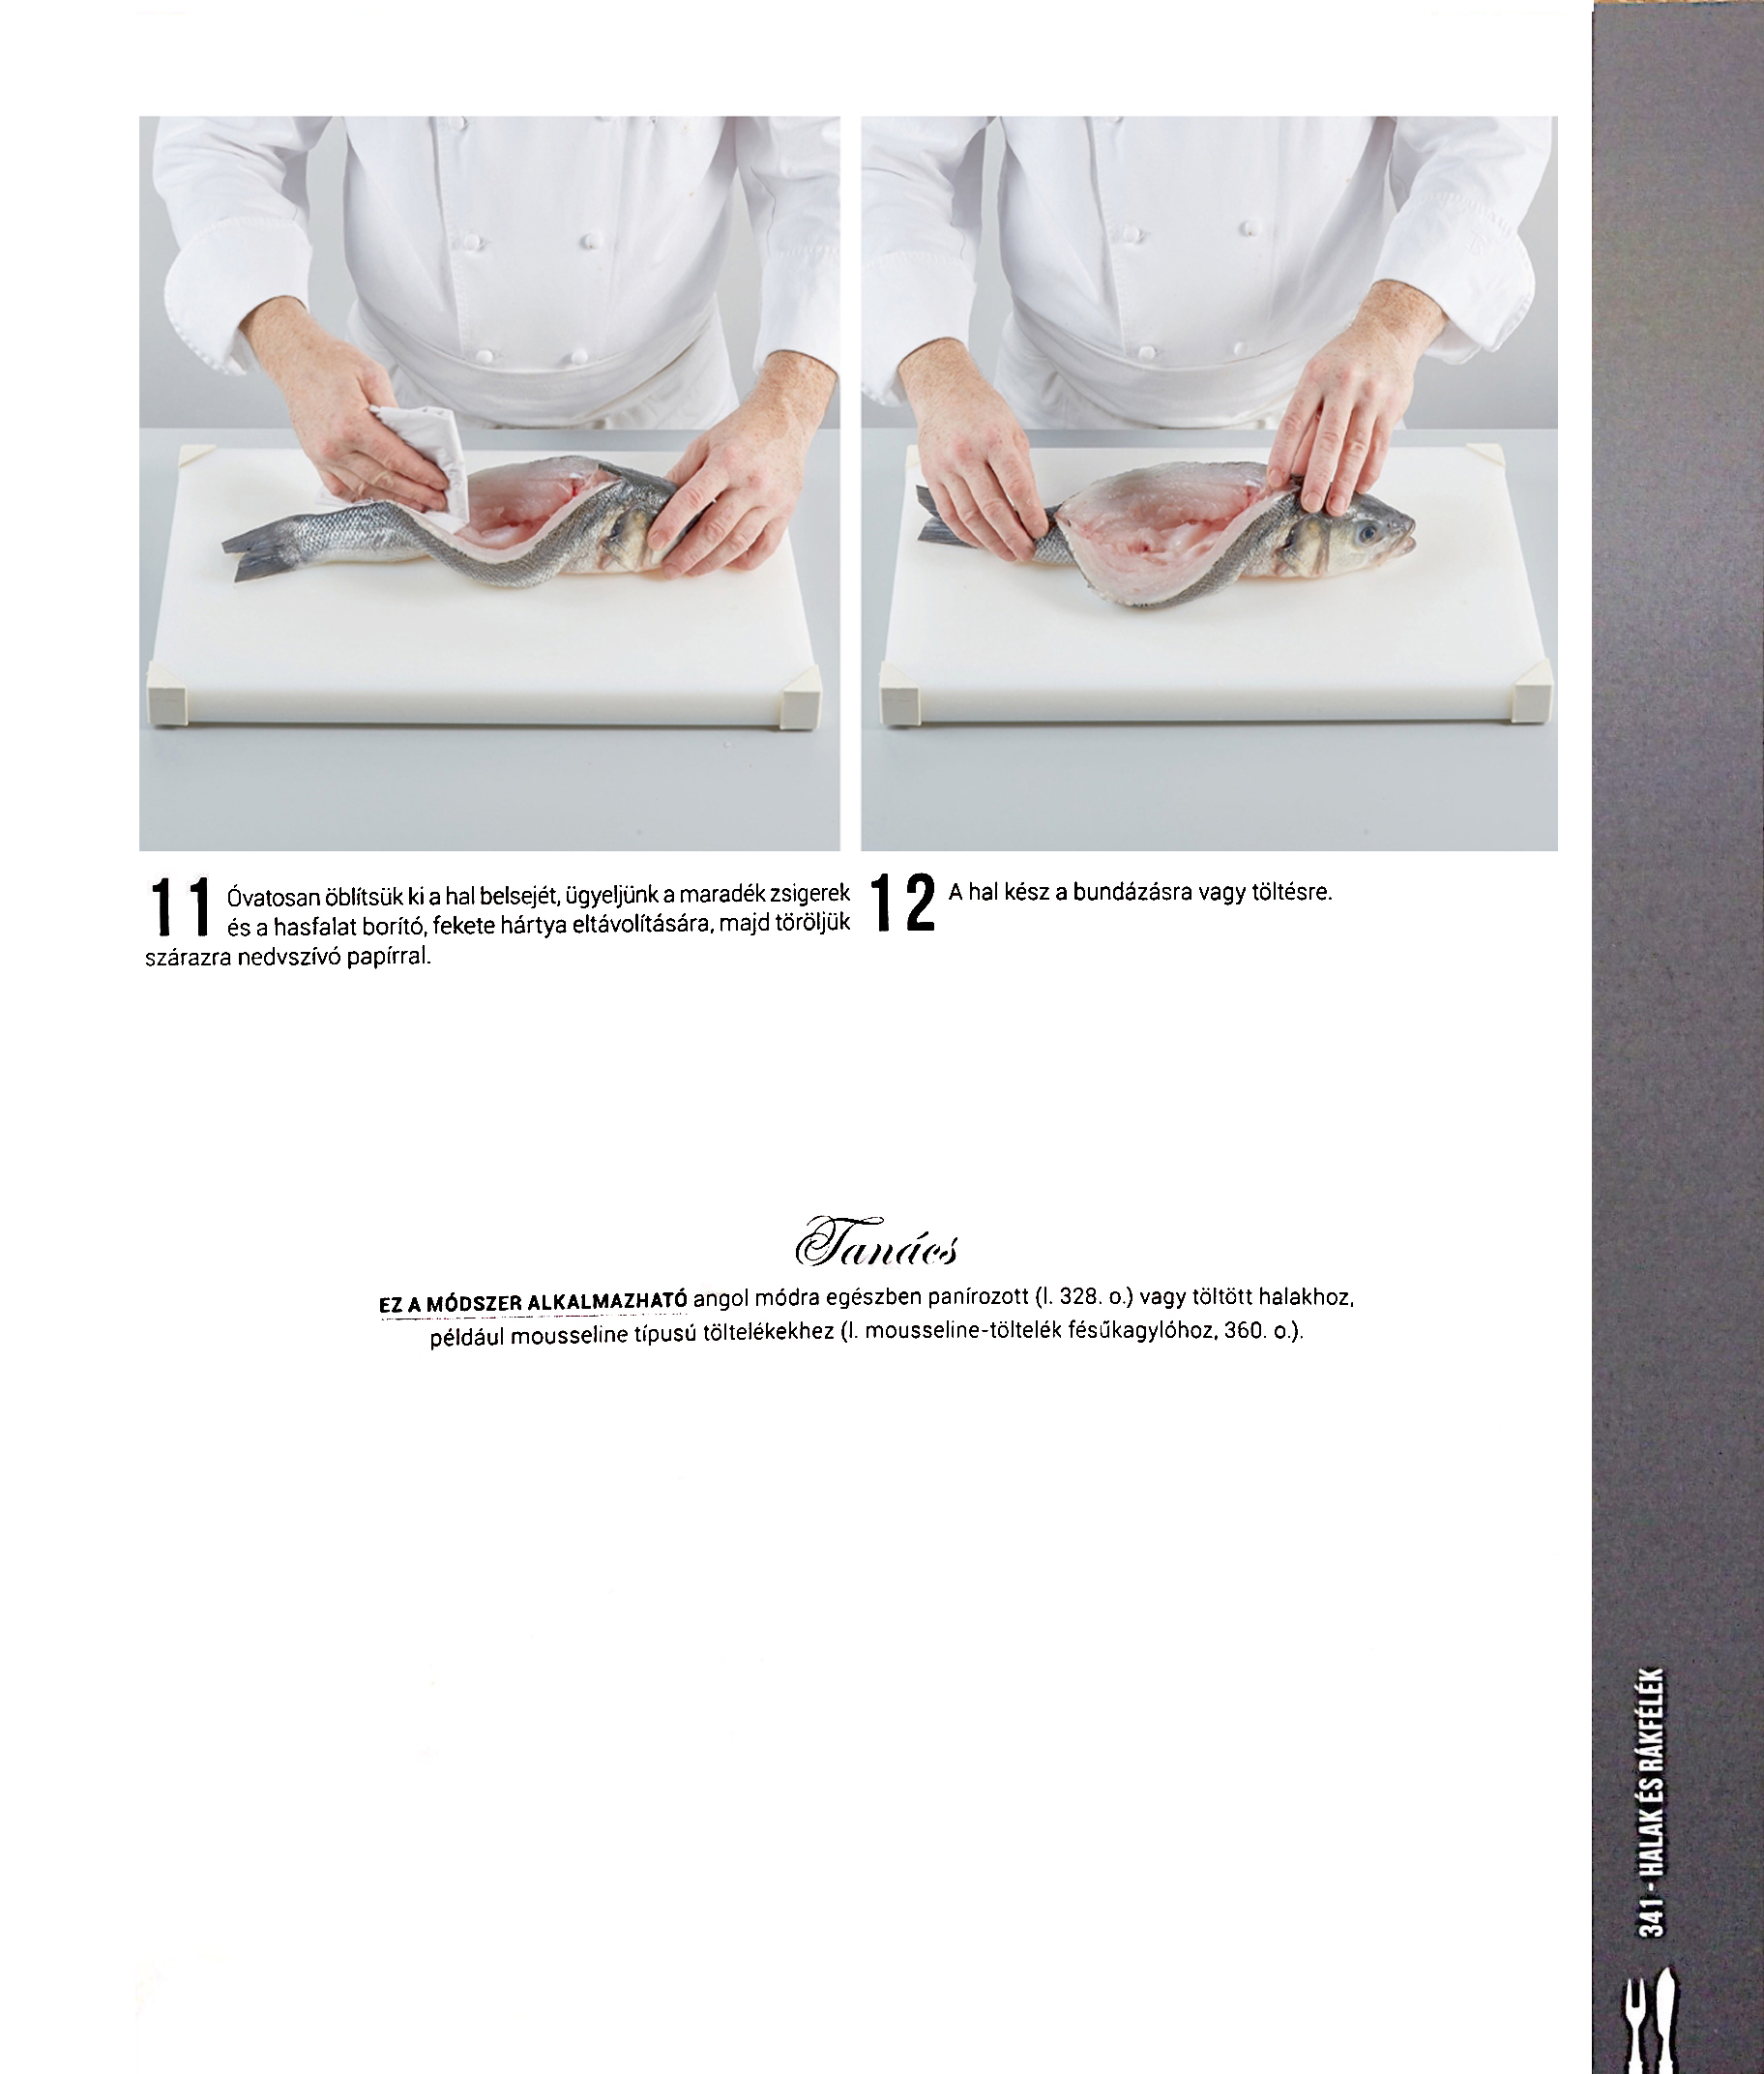 11 Óvatosan öblítsük ki a hal belsejét, ügyeljünk a maradék zsigerek
és a hasfalat borító, fekete hártya eltávolítására, majd töröljük
szárazra nedvszívó papírral.
12 A hal kész a bundázásra vagy töltésre.
Tanács
EZ A MÓDSZER ALKALMAZHATÓ angol módra egészben panírozott (l. 328. o.) vagy töltött halakhoz,
például mousseline típusú töltelékekhez (l. mousseline-töltelék fésűkagylóhoz, 360. o.).
341 - HALAK ÉS RÁKFÉLÉK